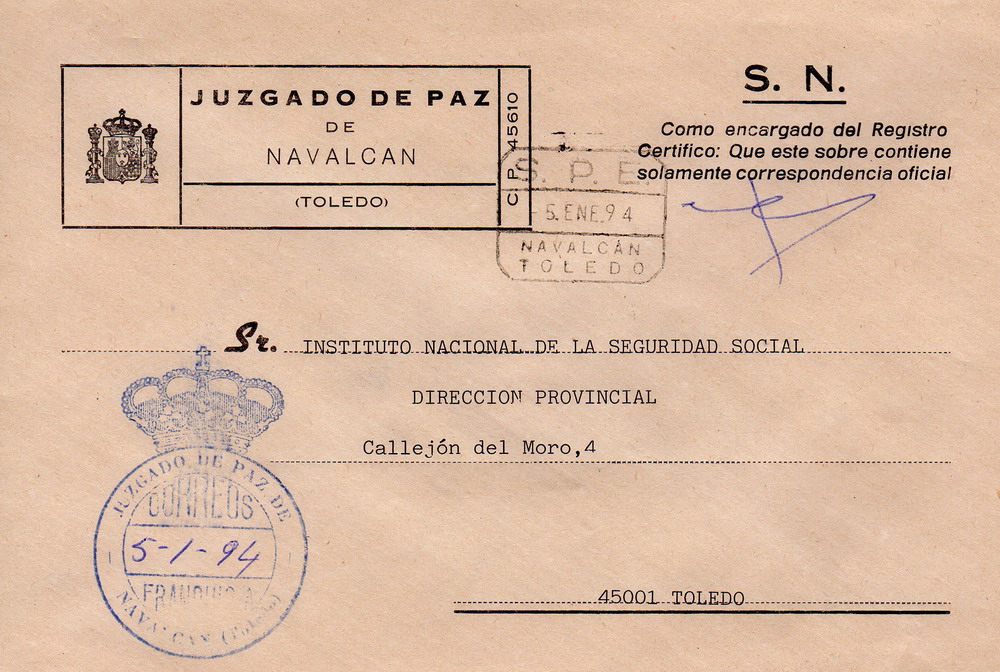 JUZGADO DE PAZ
DE
NAVALCAN
(TOLEDO)
C. P. 45610
S. N.
Como encargado del Registro
Certifico: Que este sobre contiene
solamente correspondencia oficial
S. P. E.
5. ENE. 94
NAVALCÁN
TOLEDO
Sr. INSTITUTO NACIONAL DE LA SEGURIDAD SOCIAL
DIRECCION PROVINCIAL
Callejón del Moro,4
JUZGADO DE PAZ DE
CORREOS
5-1-94
NAVALCAN (Toledo)
45001 TOLEDO